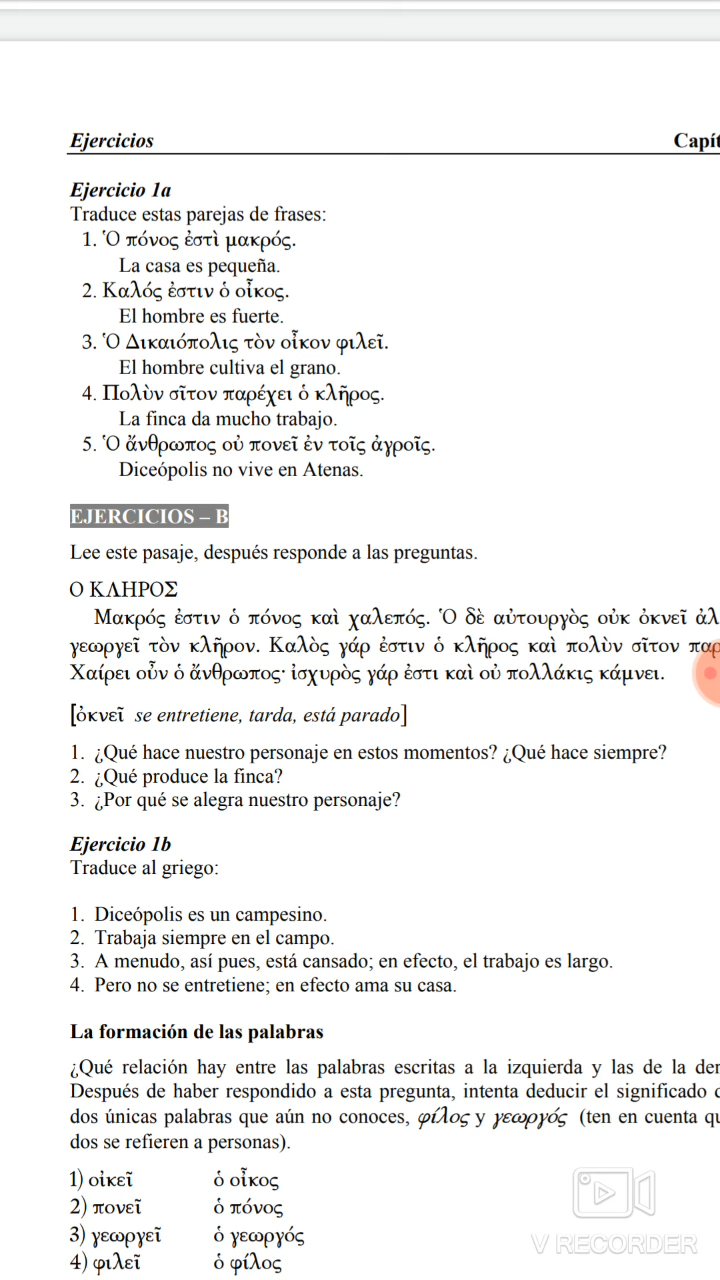 Ejercicios
Ejercicio 1a
Traduce estas parejas de frases:
1. Ὁ πόνος ἐστὶ μακρός.
La casa es pequeña.
2. Καλός ἐστιν ὁ οἶκος.
El hombre es fuerte.
3. Ὁ Δικαιόπολις τὸν οἶκον φιλεῖ.
El hombre cultiva el grano.
4. Πολὺν σῖτον παρέχει ὁ κλῆρος.
La finca da mucho trabajo.
5. Ὁ ἄνθρωπος οὐ πονεῖ ἐν τοῖς ἀγροῖς.
Diceópolis no vive en Atenas.
EJERCICIOS – B
Lee este pasaje, después responde a las preguntas.
Ο ΚΛΗΡΟΣ
Μακρός ἐστιν ὁ πόνος καὶ χαλεπός. Ὁ δὲ αὐτουργὸς οὐκ ὀκνεῖ
γεωργεῖ τὸν κλῆρον. Καλὸς γάρ ἐστιν ὁ κλῆρος καὶ πολὺν σῖτον
Χαίρει οὖν ὁ ἄνθρωπος· ἰσχυρὸς γάρ ἐστι καὶ οὐ πολλάκις κάμνει.
[ὀκνεῖ se entretiene, tarda, está parado]
1. ¿Qué hace nuestro personaje en estos momentos? ¿Qué hace siempre?
2. ¿Qué produce la finca?
3. ¿Por qué se alegra nuestro personaje?
Ejercicio 1b
Traduce al griego:
1. Diceópolis es un campesino.
2. Trabaja siempre en el campo.
3. A menudo, así pues, está cansado; en efecto, el trabajo es largo.
4. Pero no se entretiene; en efecto ama su casa.
La formación de las palabras
¿Qué relación hay entre las palabras escritas a la izquierda y las de la
Después de haber respondido a esta pregunta, intenta deducir el significado
dos únicas palabras que aún no conoces, φίλος y γεωργός (ten en cuenta
dos se refieren a personas).
1) οἰκεῖ ὁ οἶκος
2) πονεῖ ὁ πόνος
3) γεωργεῖ ὁ γεωργός
4) φιλεῖ ὁ φίλος
V RECORDER